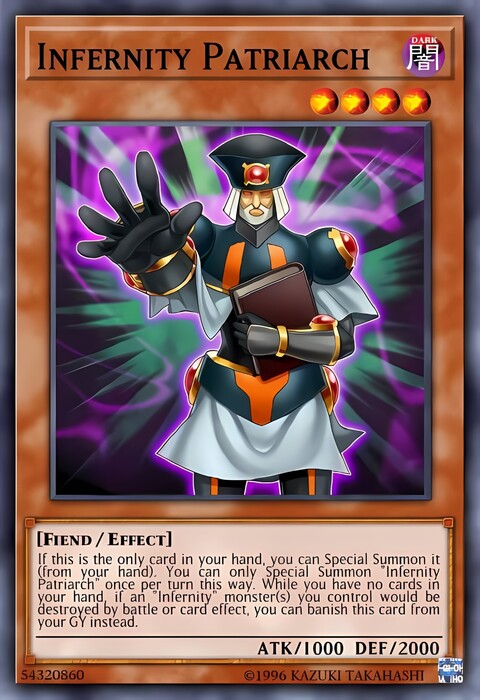 INFERNITY PATRIARCH
DARK
闇
[FIEND / EFFECT]
If this is the only card in your hand, you can Special Summon it
(from your hand). You can only Special Summon "Infernity
Patriarch" once per turn this way. While you have no cards in
your hand, if an "Infernity" monster(s) you control would be
destroyed by battle or card effect, you can banish this card from
your GY instead.
ATK/1000 DEF/2000
54320860
©1996 KAZUKI TAKAHASHI